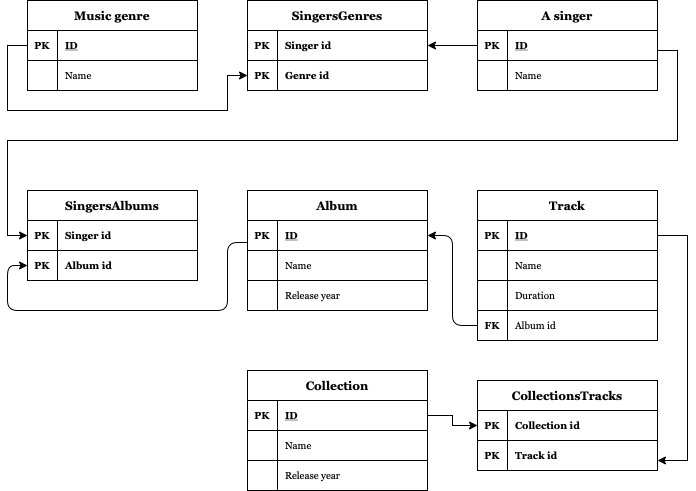 Music genre
PK ID
Name
SingersGenres
PK Singer id
PK Genre id
A singer
PK ID
Name
SingersAlbums
PK Singer id
PK Album id
Album
PK ID
Name
Release year
Track
PK ID
Name
Duration
FK Album id
Collection
PK ID
Name
Release year
CollectionsTracks
PK Collection id
PK Track id